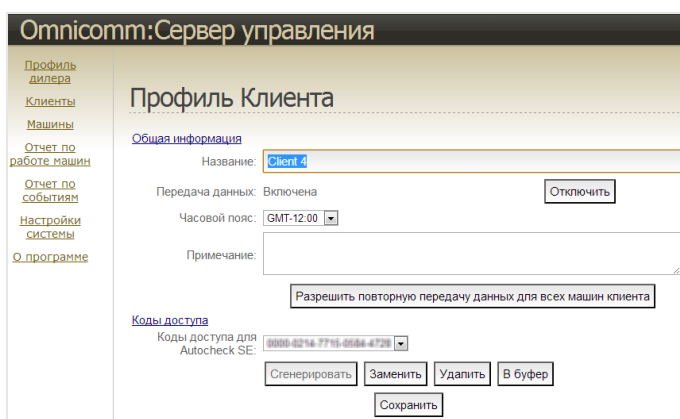 Omnicomm:Сервер управления
Профиль
дилера
Клиенты
Машины
Отчет по
работе машин
Отчет по
событиям
Настройки
системы
О программе
Профиль Клиента
Общая информация
Название: Client 4
Передача данных: Включена Отключить
Часовой пояс: GMT-12:00
Примечание:
Разрешить повторную передачу данных для всех машин клиента
Коды доступа
Коды доступа для
Autocheck SE:
Сгенерировать Заменить Удалить В буфер
Сохранить